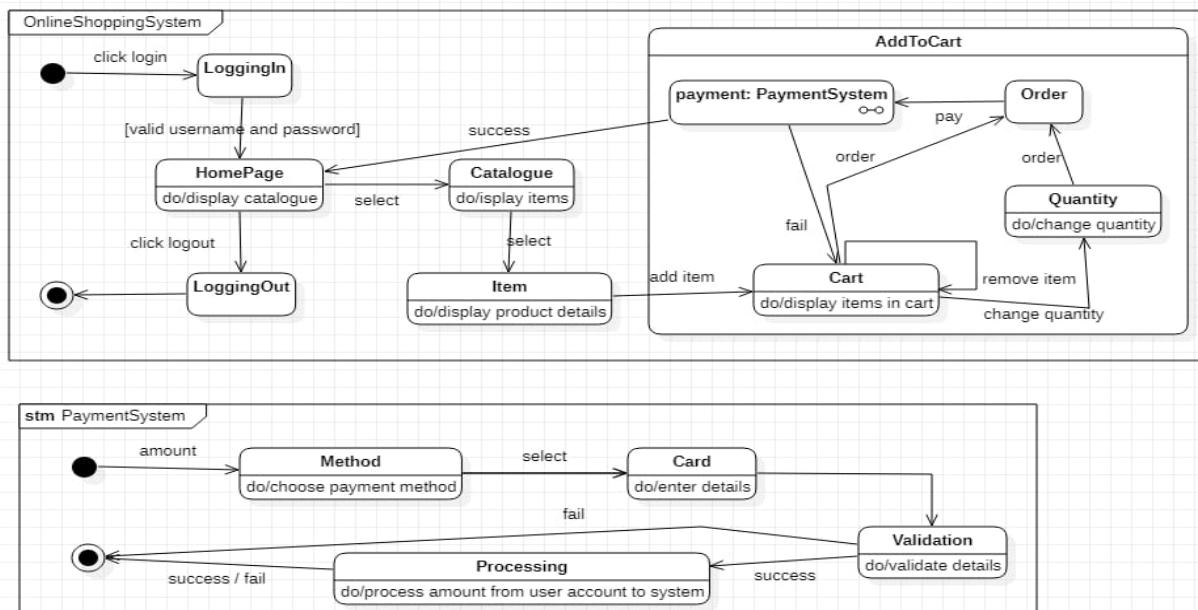 OnlineShoppingSystem
click login
LoggingIn
[valid username and password]
HomePage
do/display catalogue
click logout
LoggingOut
select
Catalogue
do/isplay items
select
Item
do/display product details
success
add item
AddToCart
payment: PaymentSystem
Order
pay
order
order
Quantity
do/change quantity
fail
Cart
do/display items in cart
remove item
change quantity
stm PaymentSystem
amount
Method
do/choose payment method
select
Card
do/enter details
fail
Validation
do/validate details
success
Processing
do/process amount from user account to system
success / fail